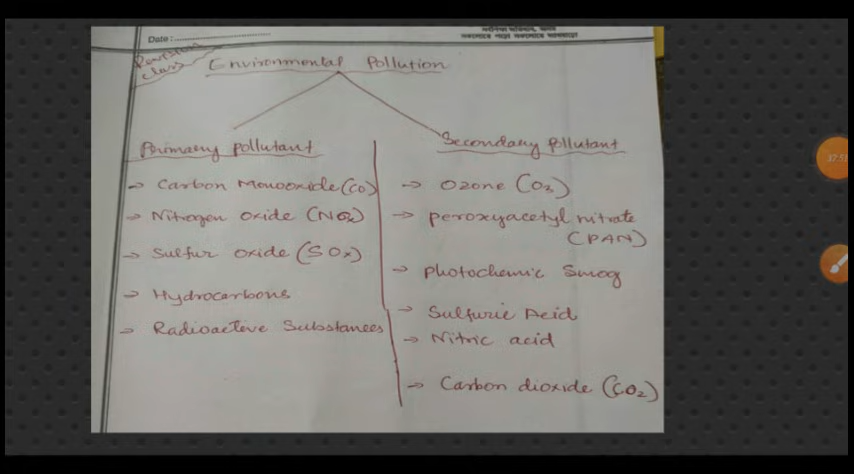 Date:
Revision
class
Environmental Pollution
Primary pollutant
→ Carbon Monooxide (CO)
→ Nitrogen oxide (NOx)
→ Sulfur oxide (SOx)
→ Hydrocarbons
→ Radioactive Substances
Secondary Pollutant
→ Ozone (O3)
→ peroxyacetyl nitrate
(PAN)
→ Photochemic Smog
→ Sulfuric Acid
→ Nitric acid
→ Carbon dioxide (CO2)